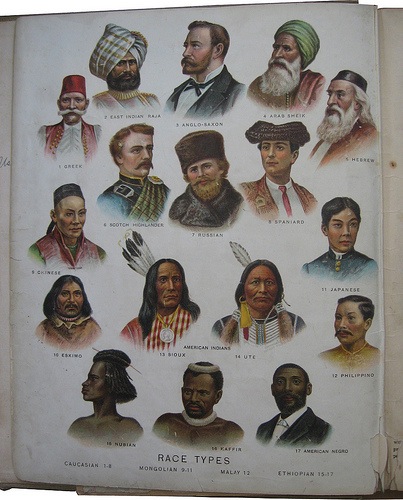 2 EAST INDIAN RAJA
3 ANGLO-SAXON
4 ARAB SHEIK
1 GREEK
5 HEBREW
6 SCOTCH HIGHLANDER
7 RUSSIAN
8 SPANIARD
9 CHINESE
11 JAPANESE
10 ESKIMO
AMERICAN INDIANS
13 SIOUX
14 UTE
12 PHILIPPINO
15 NUBIAN
16 KAFFIR
17 AMERICAN NEGRO
RACE TYPES
CAUCASIAN 1-8 MONGOLIAN 9-11 MALAY 12 ETHIOPIAN 15-17